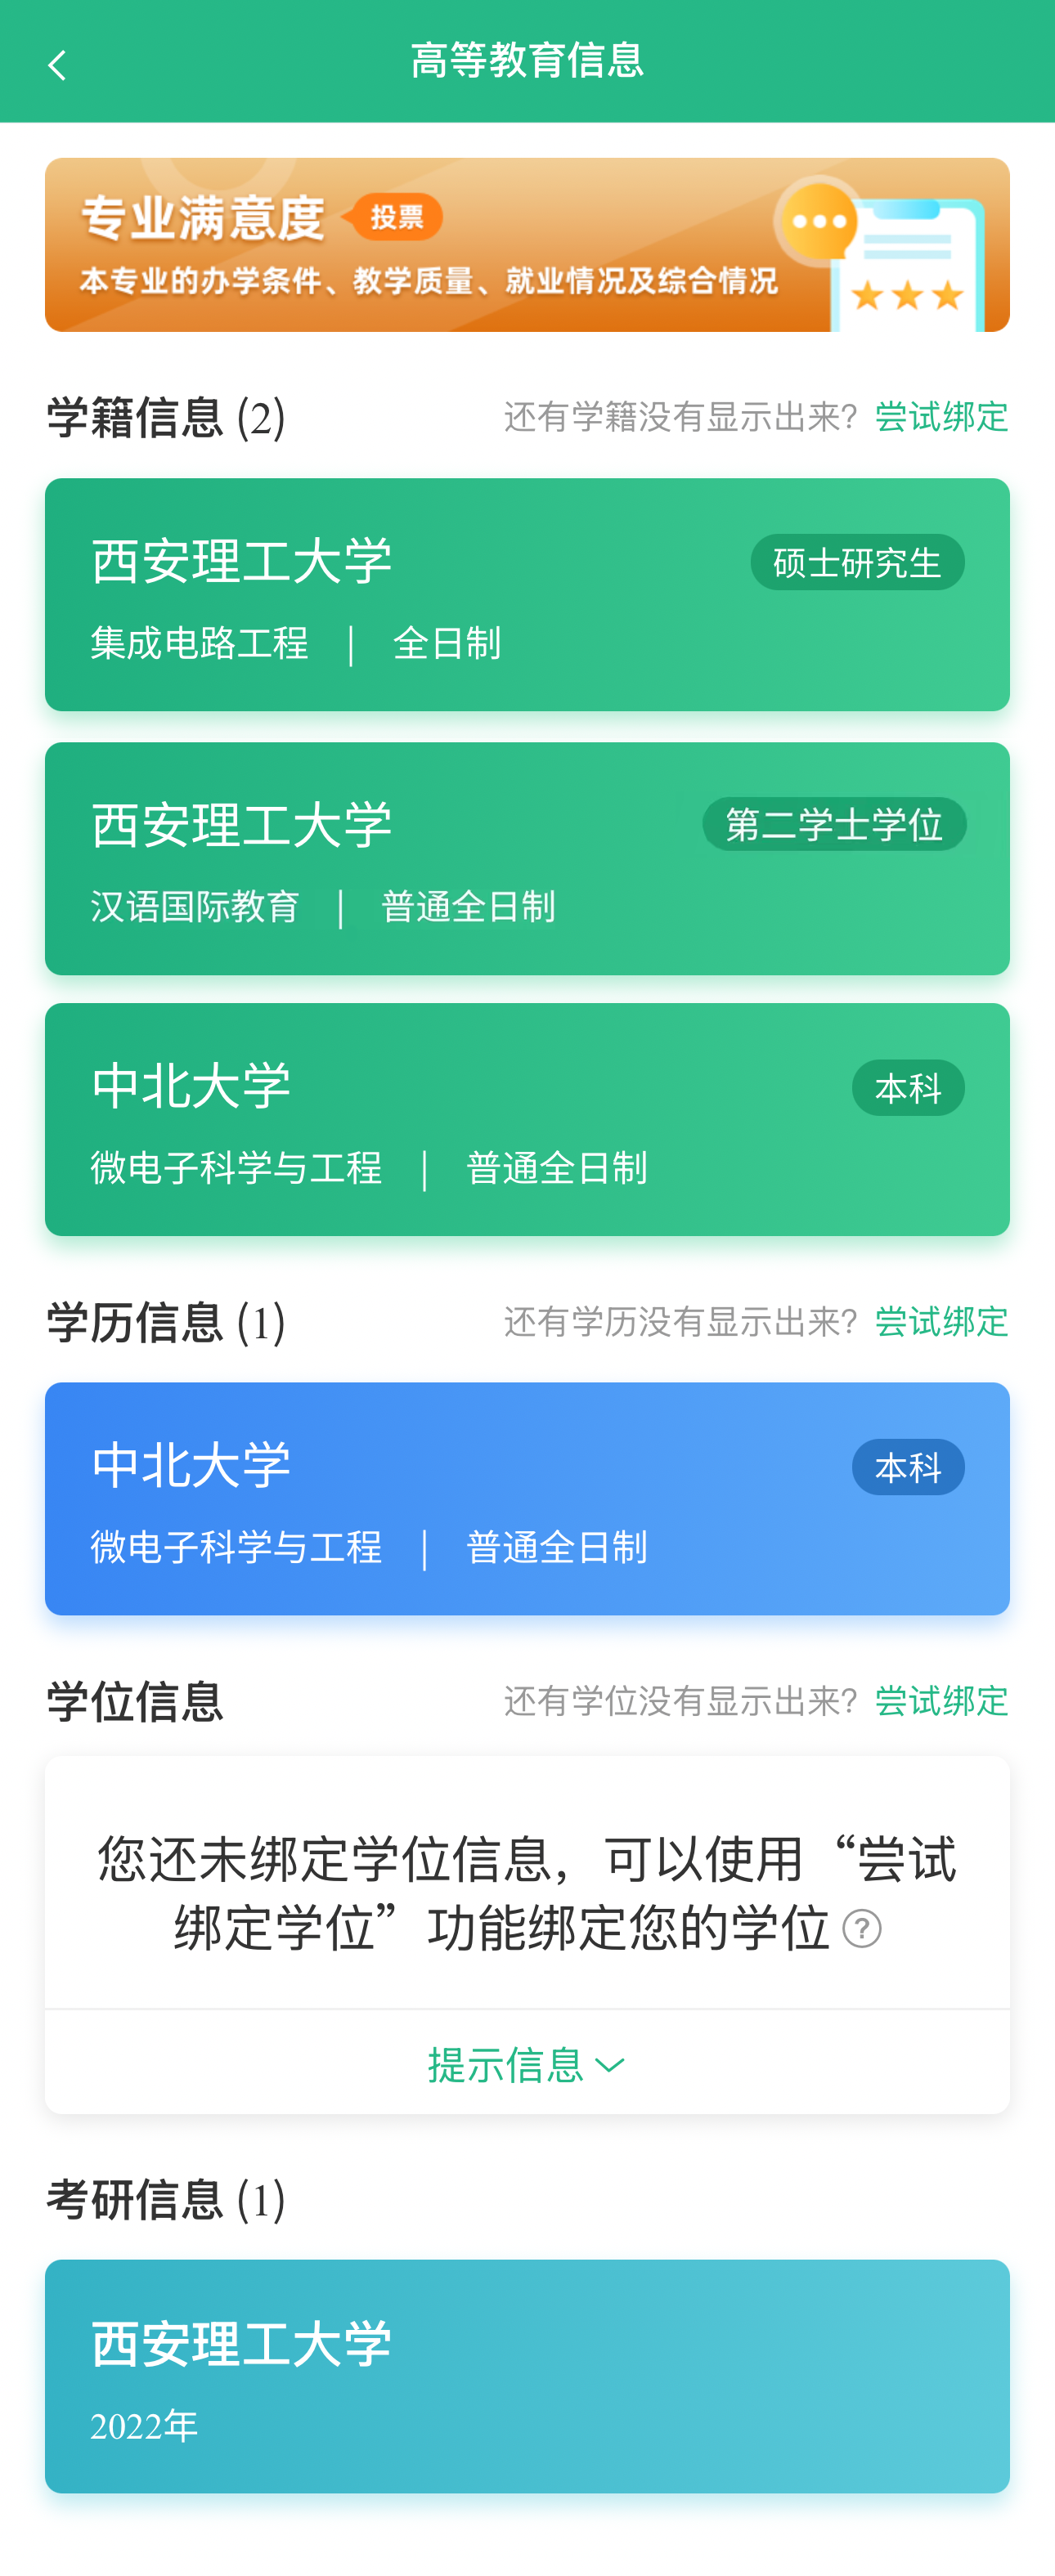 高等教育信息
专业满意度 投票
本专业的办学条件、教学质量、就业情况及综合情况
学籍信息 (2) 还有学籍没有显示出来? 尝试绑定
西安理工大学 硕士研究生
集成电路工程 | 全日制
西安理工大学 第二学士学位
汉语国际教育 | 普通全日制
中北大学 本科
微电子科学与工程 | 普通全日制
学历信息 (1) 还有学历没有显示出来? 尝试绑定
中北大学 本科
微电子科学与工程 | 普通全日制
学位信息 还有学位没有显示出来? 尝试绑定
您还未绑定学位信息，可以使用“尝试
绑定学位”功能绑定您的学位 ?
提示信息
考研信息 (1)
西安理工大学
2022年